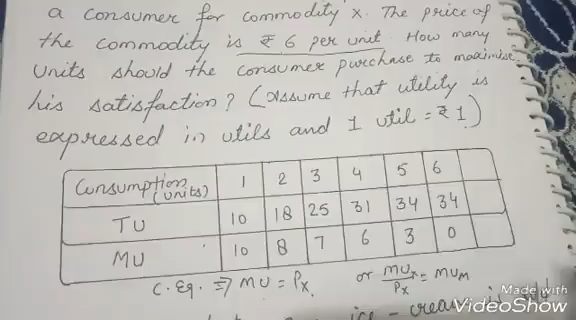 a consumer for commodity x. The price of
the commodity is ₹ 6 per unit How many
Units should the consumer purchase to maximise
his satisfaction? (Assume that utility is
expressed in utils and 1 util = ₹ 1)
Consumption (units) 1 2 3 4 5 6
TU 10 18 25 31 34 34
MU 10 8 7 6 3 0
C. Eq. ⇒ MU = Px or MUx/Px = MUM
Made with
VideoShow